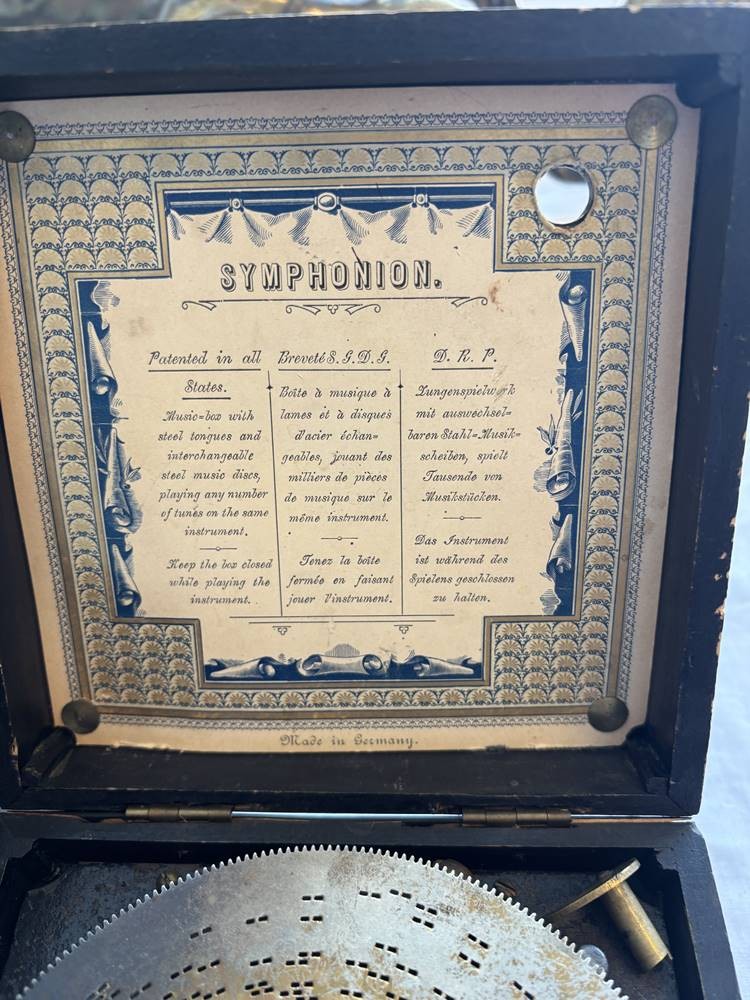 SYMPHONION.
Patented in all
States.
Music=box with
steel tongues and
interchangeable
steel music discs,
playing any number
of tunes on the same
instrument.
Keep the box closed
while playing the
instrument.
Breveté S. G. D. G.
Boîte à musique à
lames et à disques
d'acier échan=
geables, jouant des
milliers de pièces
de musique sur le
même instrument.
Tenez la boîte
fermée en faisant
jouer l'instrument.
D. R. P.
Zungenspielwerk
mit auswechsel=
baren Stahl=Musik=
scheiben, spielt
Tausende von
Musikstücken.
Das Instrument
ist während des
Spielens geschlossen
zu halten.
Made in Germany.